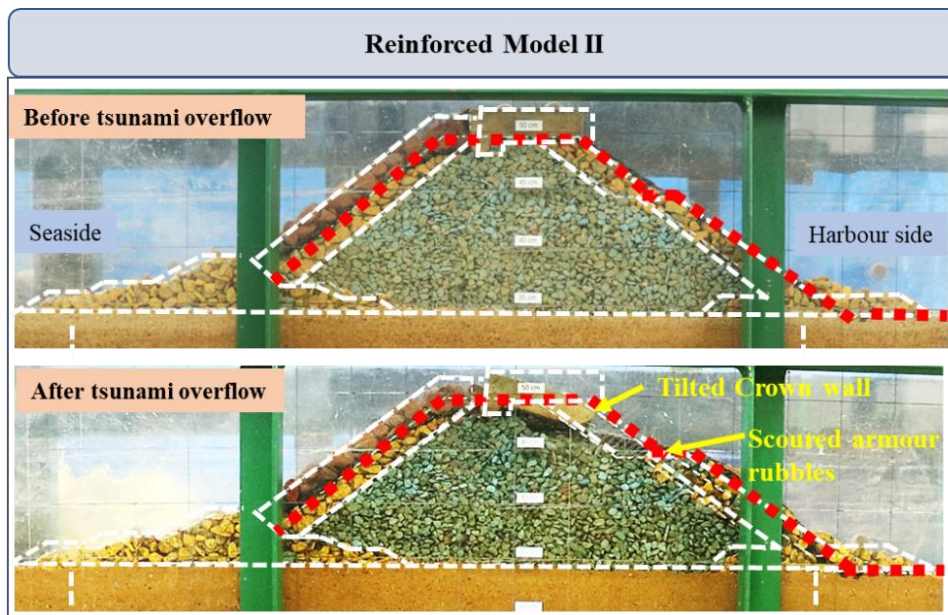 Reinforced Model II
Before tsunami overflow
50 cm
45 cm
Seaside
40 cm
Harbour side
35 cm
After tsunami overflow
50 cm
Tilted Crown wall
Scoured armour
rubbles